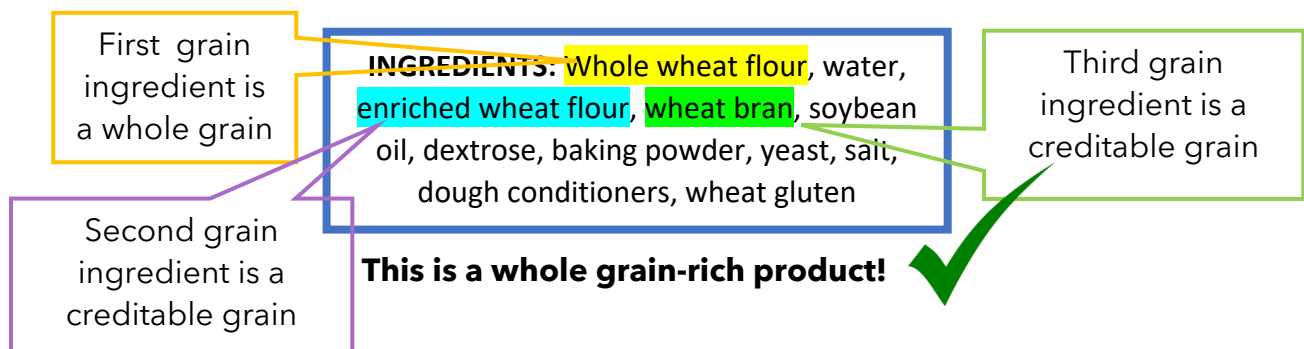 First grain
ingredient is
a whole grain
INGREDIENTS: Whole wheat flour, water,
enriched wheat flour, wheat bran, soybean
oil, dextrose, baking powder, yeast, salt,
dough conditioners, wheat gluten
Third grain
ingredient is a
creditable grain
Second grain
ingredient is a
creditable grain
This is a whole grain-rich product!